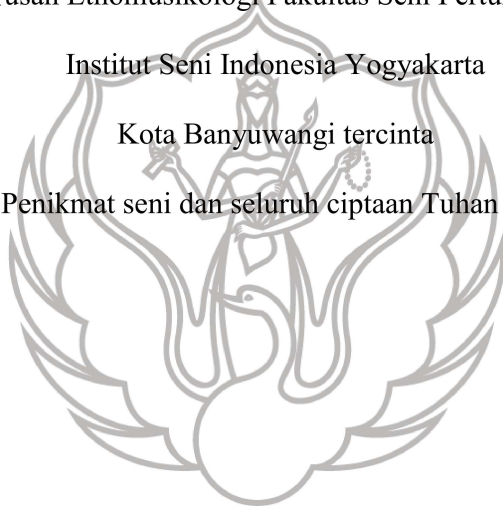 Etnomusikologi Fakultas Seni
Institut Seni Indonesia Yogyakarta
Kota Banyuwangi tercinta
Penikmat seni dan seluruh ciptaan Tuhan